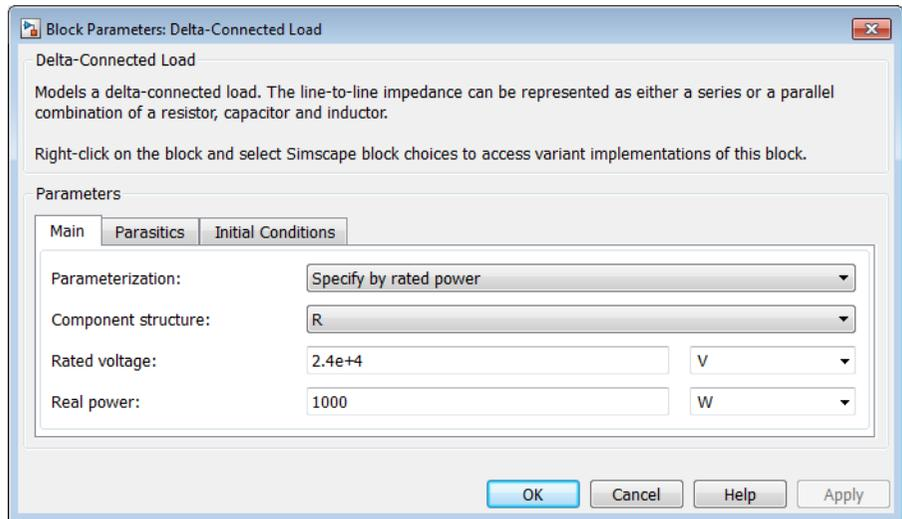 Block Parameters: Delta-Connected Load
Delta-Connected Load
Models a delta-connected load. The line-to-line impedance can be represented as either a series or a parallel
combination of a resistor, capacitor and inductor.
Right-click on the block and select Simscape block choices to access variant implementations of this block.
Parameters
Main Parasitics Initial Conditions
Parameterization: Specify by rated power
Component structure: R
Rated voltage: 2.4e+4 V
Real power: 1000 W
OK Cancel Help Apply